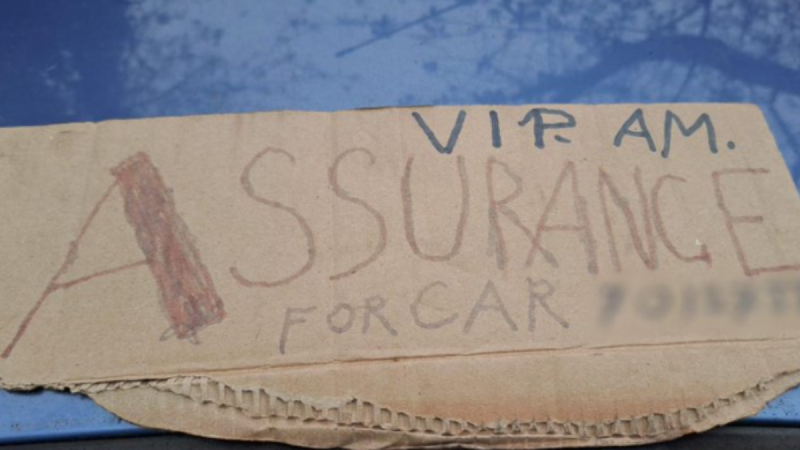 VIP. AM.
ASSURANCE
FOR CAR